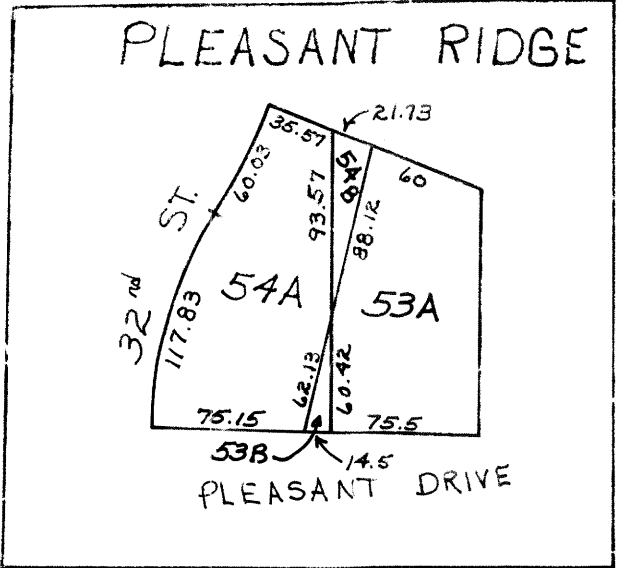 PLEASANT RIDGE
21.73
35.57
54B
60
60.03
93.57
88.12
ST.
32nd
54A
53A
117.83
62.13
60.42
75.15
75.5
53B
14.5
PLEASANT DRIVE